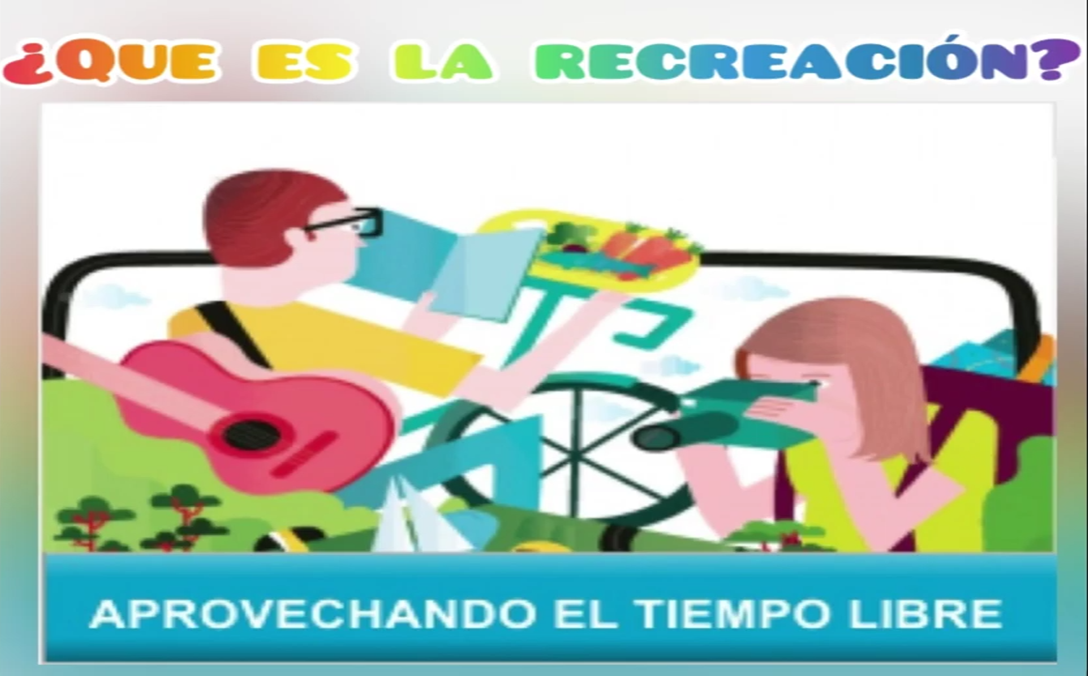 ¿QUE ES LA RECREACIÓN?
APROVECHANDO EL TIEMPO LIBRE